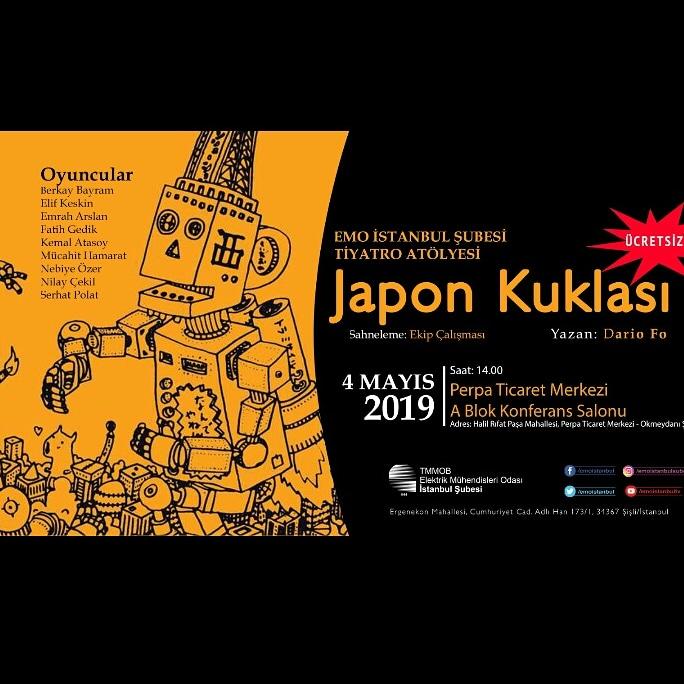 Oyuncular
Berkay Bayram
Elif Keskin
Emrah Arslan
Fatih Gedik
Kemal Atasoy
Mücahit Hamarat
Nebiye Özer
Nilay Çekil
Serhat Polat
EMO İSTANBUL ŞUBESİ
TİYATRO ATÖLYESİ
ÜCRETSİZ
Japon Kuklası
Sahneleme: Ekip Çalışması
Yazan: Dario Fo
4 MAYIS
2019
Saat: 14.00
Perpa Ticaret Merkezi
A Blok Konferans Salonu
Adres: Halil Rıfat Paşa Mahallesi, Perpa Ticaret Merkezi - Okmeydanı Ş
TMMOB
Elektrik Mühendisleri Odası
İstanbul Şubesi
/emoistanbul
/emoistanbulsube
/emoistanbul
/emoistanbultv
Ergenekon Mahallesi, Cumhuriyet Cad. Adlı Han 173/1, 34367 Şişli/İstanbul